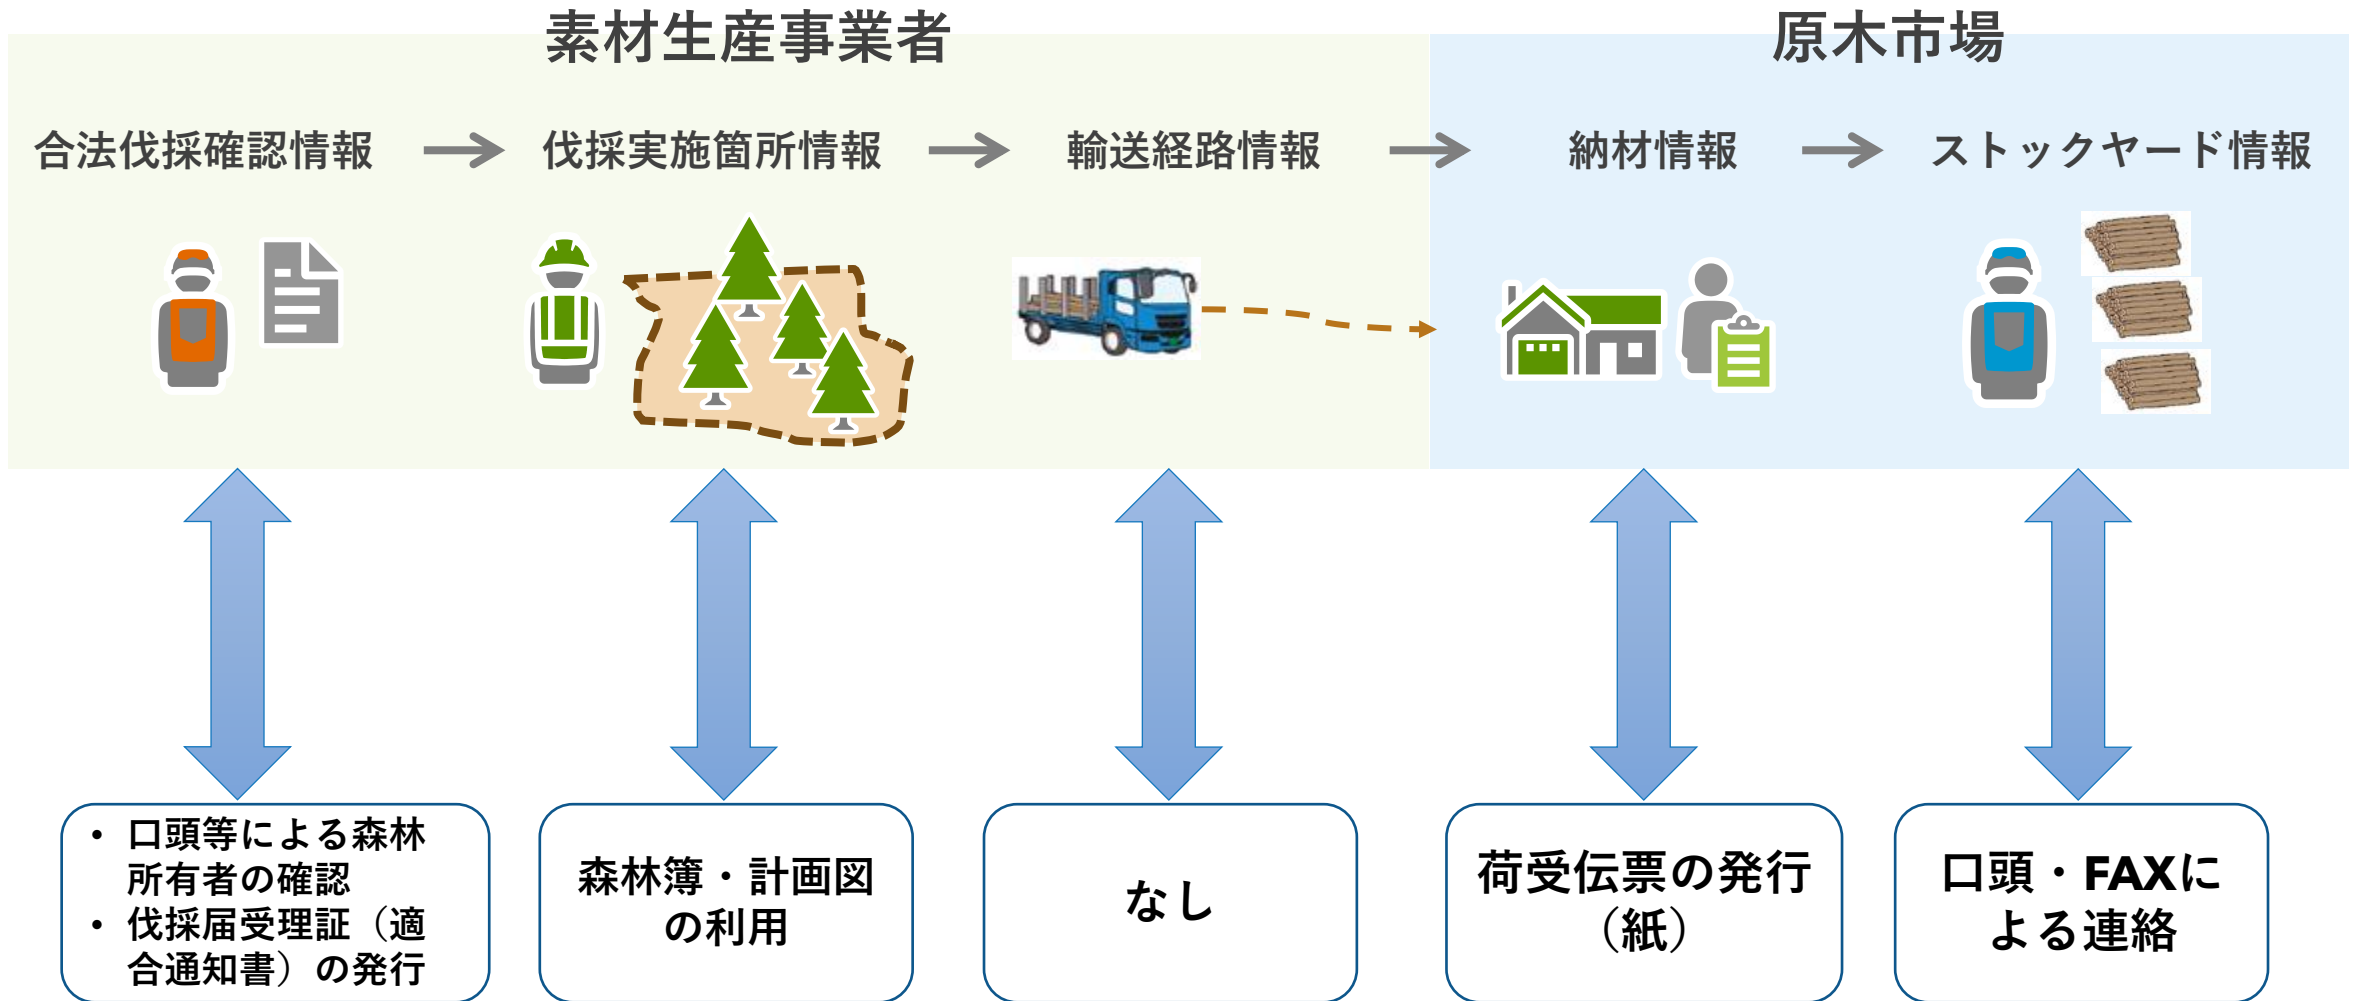 素材生産事業者
原木市場
合法伐採確認情報
伐採実施箇所情報
輸送経路情報
納材情報
ストックヤード情報
• 口頭等による森林
所有者の確認
• 伐採届受理証（適
合通知書）の発行
森林簿・計画図
の利用
なし
荷受伝票の発行
（紙）
口頭・FAXに
よる連絡